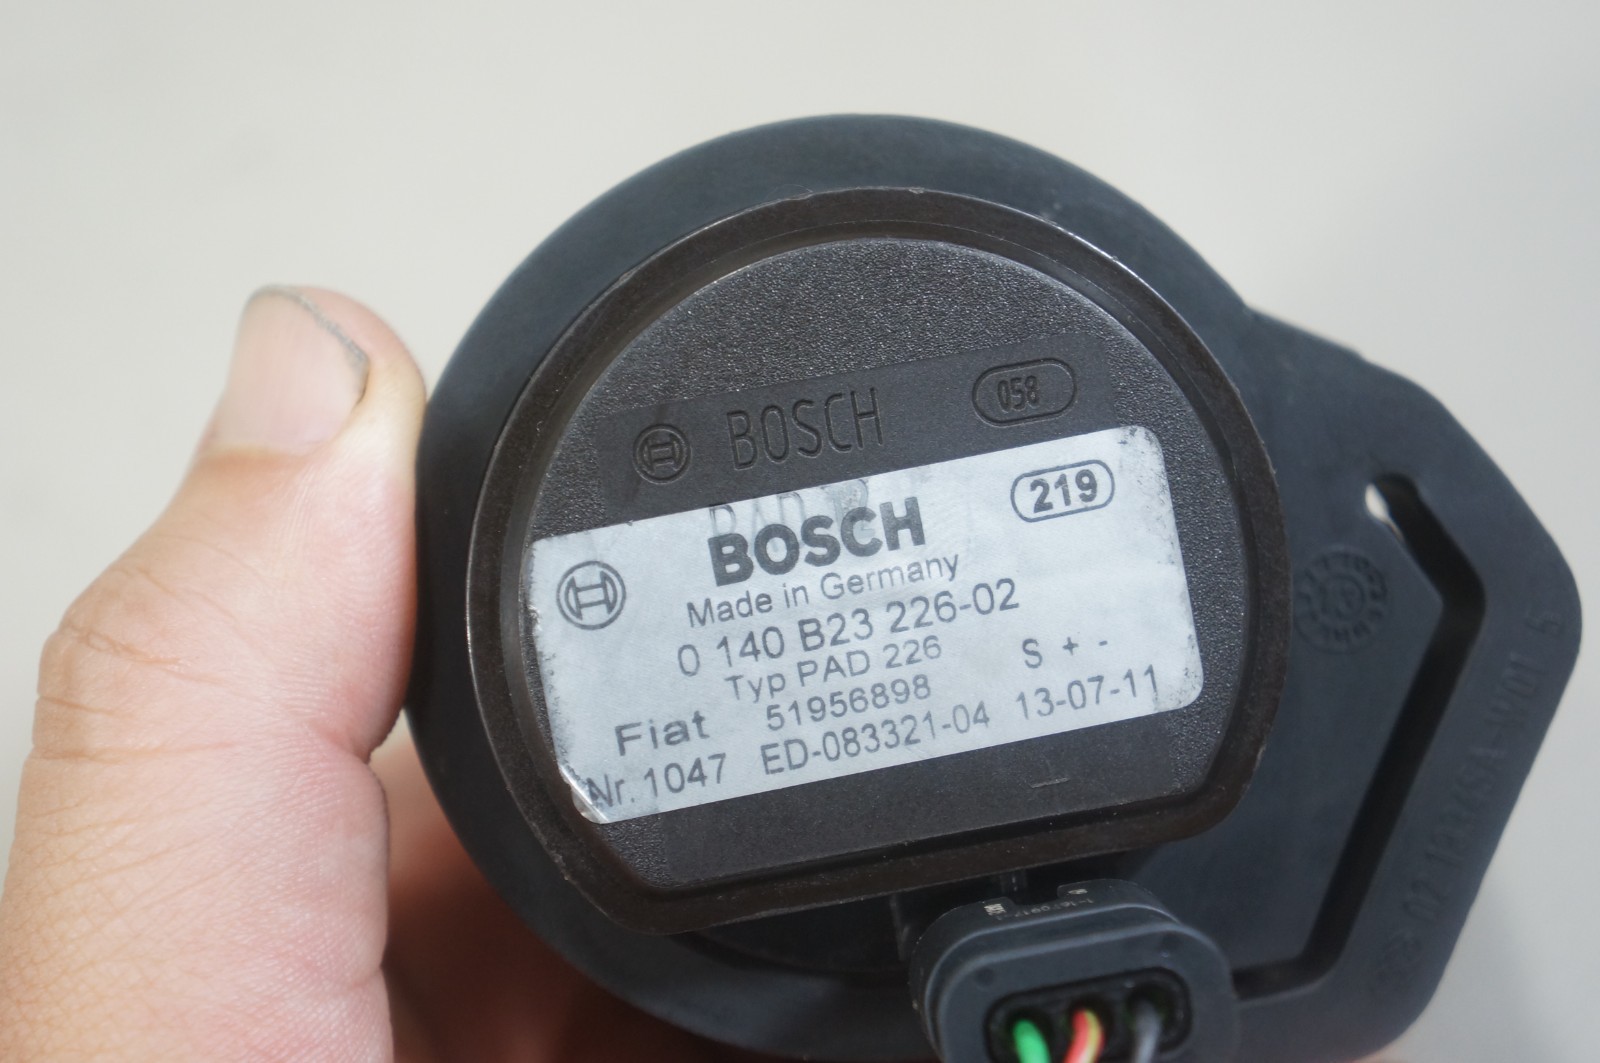 BOSCH
058
BOSCH
219
Made in Germany
0 140 B23 226-02
Typ PAD 226
S + -
Fiat 51956898
Nr. 1047 ED-083321-04 13-07-11